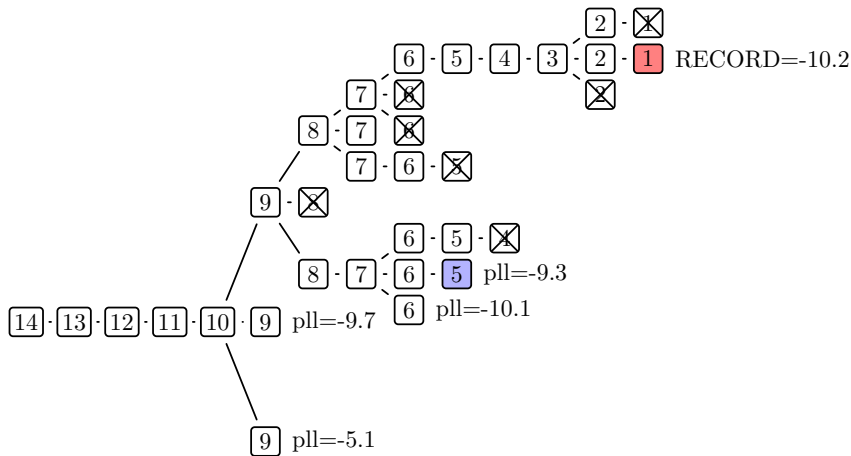 2 1
6 5 4 3 2 1 RECORD=-10.2
7 6 2
8 7 6
7 6 5
9 8
6 5 4
8 7 6 5 pll=-9.3
6 pll=-10.1
14 13 12 11 10 9 pll=-9.7
9 pll=-5.1